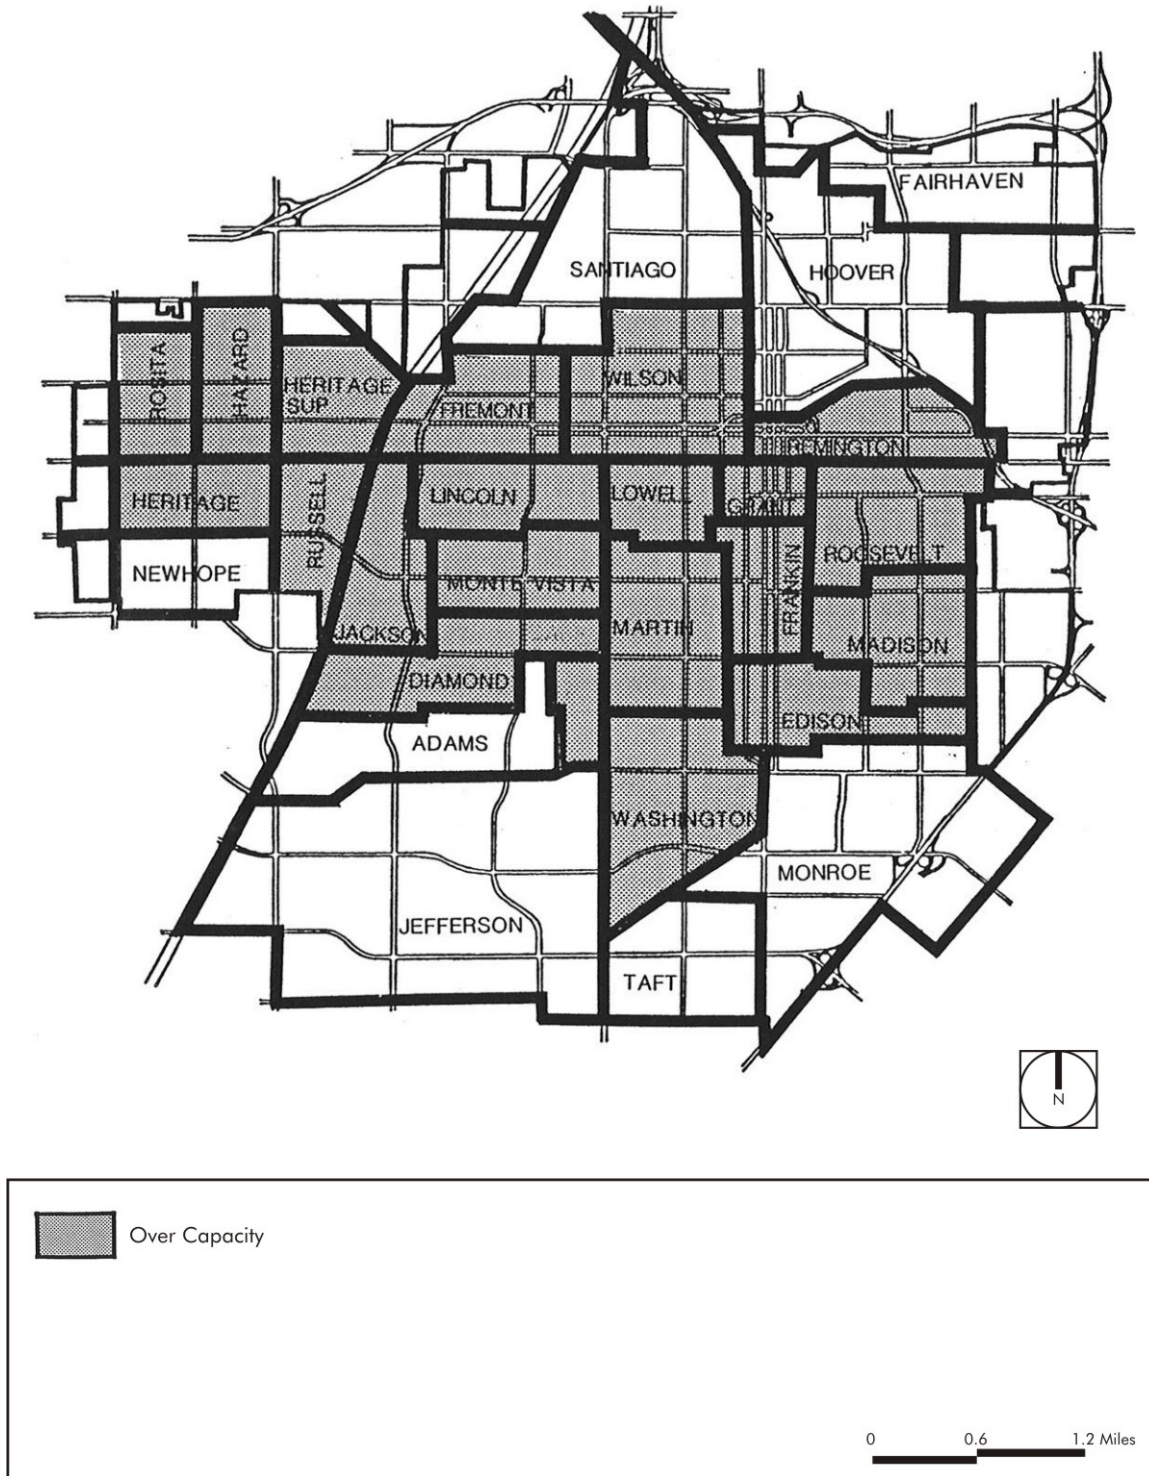 FAIRHAVEN
SANTIAGO
HOOVER
ROSITA
HAZARD
HERITAGE
SUP
FREMONT
WILSON
REMINGTON
HERITAGE
RUSSELL
LINCOLN
LOWELL
GRANT
NEWHOPE
MONTE VISTA
FRANKIN
ROOSEVELT
JACKSON
MARTIN
MADISON
DIAMOND
ADAMS
EDISON
WASHINGTON
MONROE
JEFFERSON
TAFT
N
Over Capacity
0 0.6 1.2 Miles